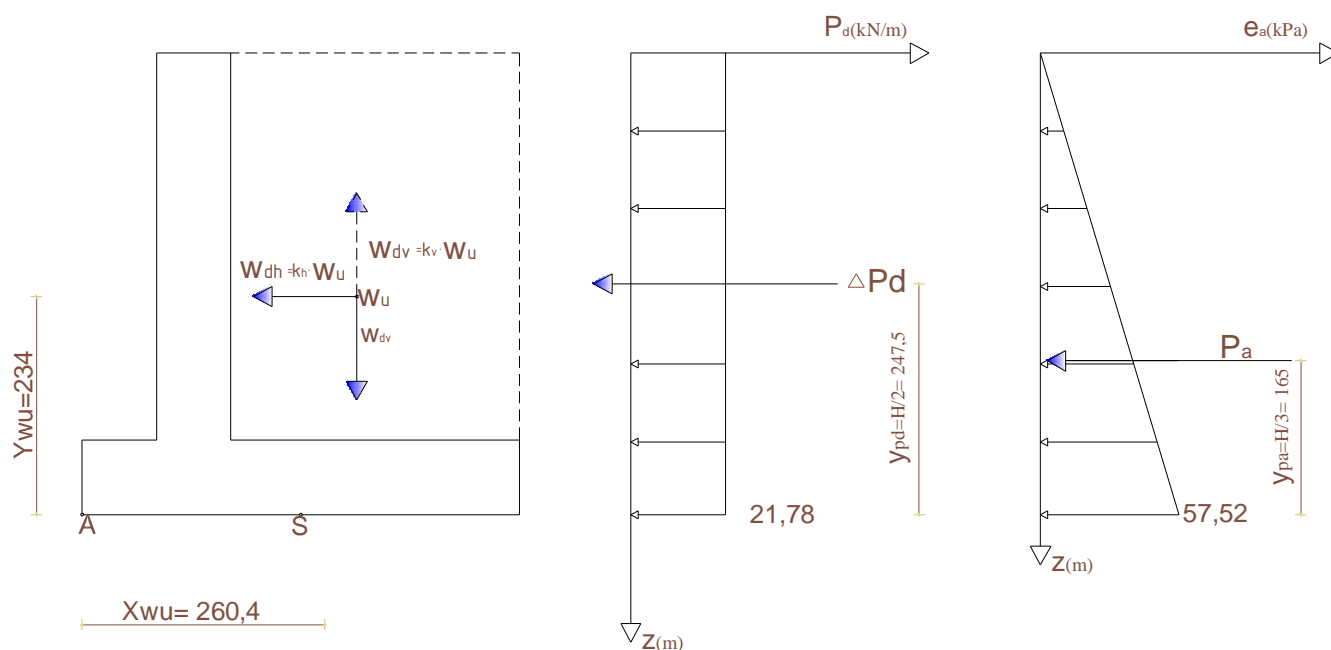 Pd(kN/m)
ea(kPa)
Wdv =kv· Wu
Wdh =kh· Wu
Wu
Wdv
△Pd
Pa
Ywu=234
ypd=H/2= 247,5
ypa=H/3= 165
21,78
57,52
A
S
z(m)
Xwu= 260,4
z(m)